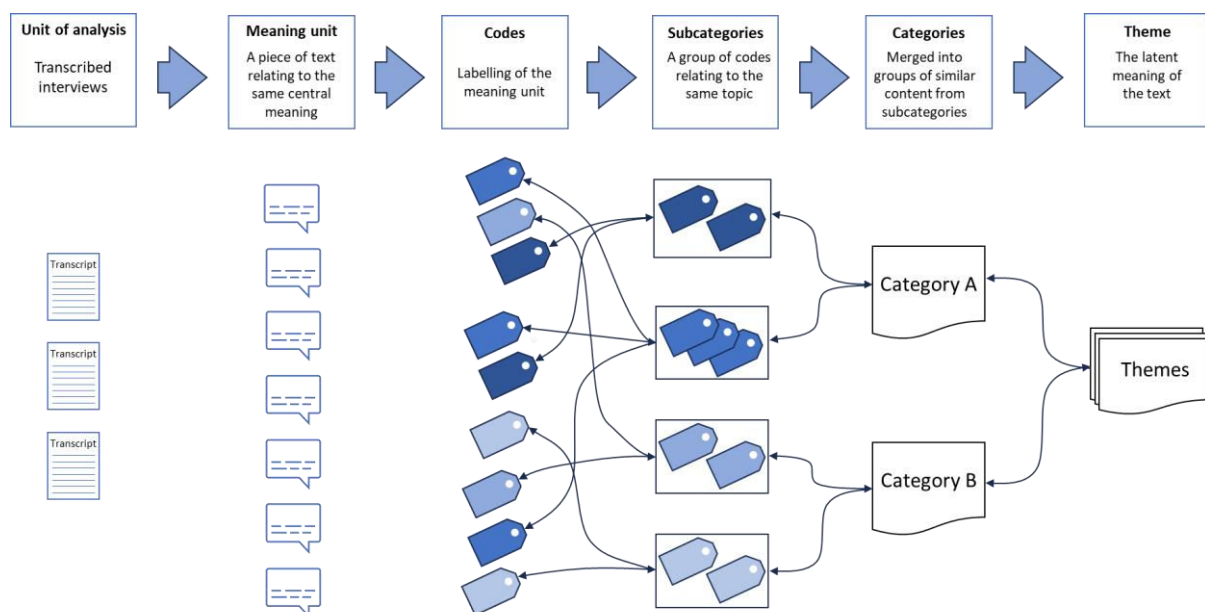 Unit of analysis
Transcribed
interviews
Meaning unit
A piece of text
relating to the
same central
meaning
Codes
Labelling of the
meaning unit
Subcategories
A group of codes
relating to the
same topic
Categories
Merged into
groups of similar
content from
subcategories
Theme
The latent
meaning of
the text
Transcript
Transcript
Transcript
Category A
Category B
Themes